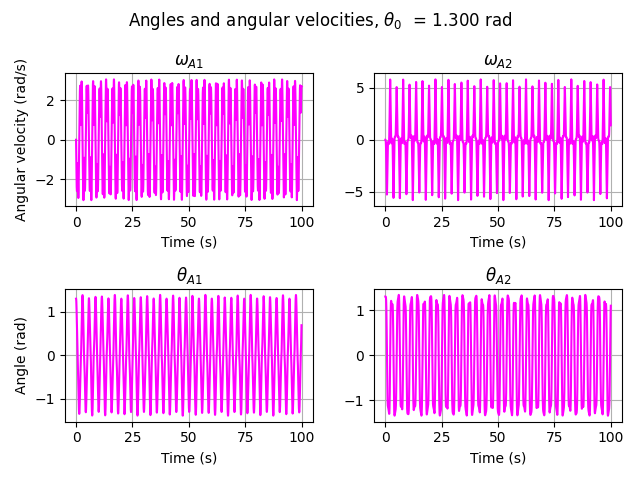 Angles and angular velocities, θ0 = 1.300 rad
ωA1
Angular velocity (rad/s)
2
0
−2
0 25 50 75 100
Time (s)
ωA2
5
0
−5
0 25 50 75 100
Time (s)
θA1
Angle (rad)
1
0
−1
0 25 50 75 100
Time (s)
θA2
1
0
−1
0 25 50 75 100
Time (s)